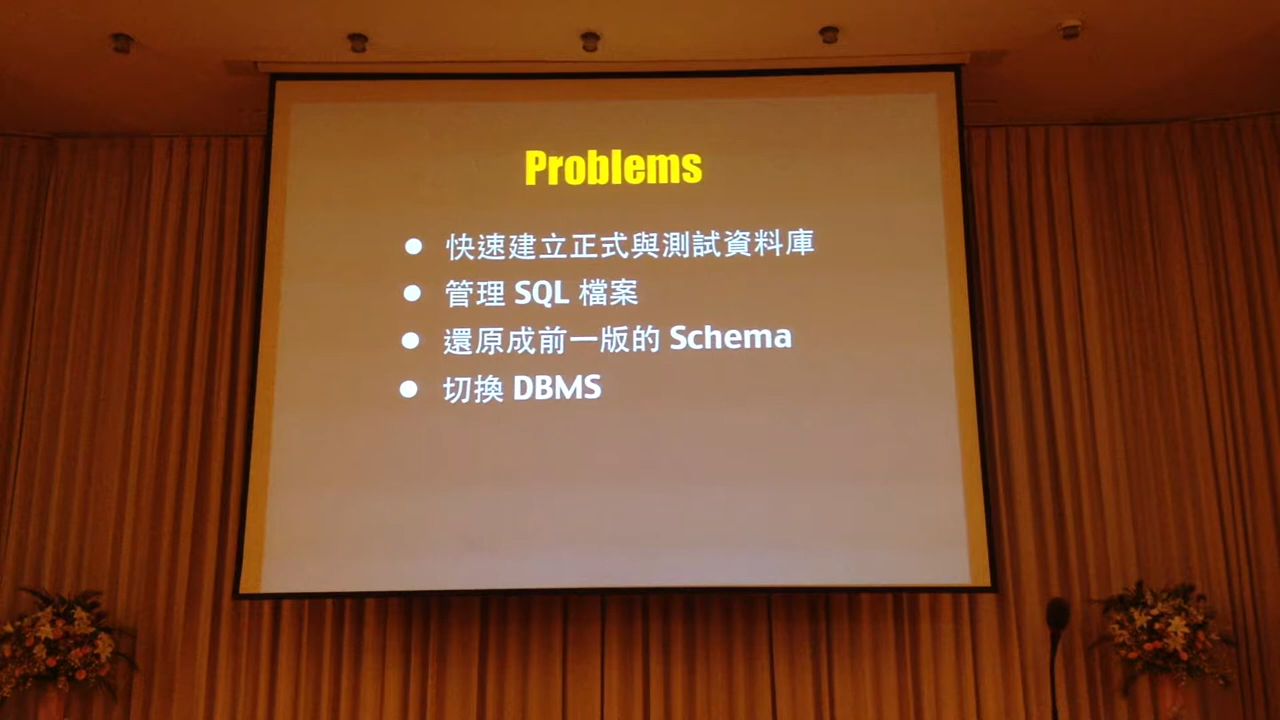 Problems
● 快速建立正式與測試資料庫
● 管理 SQL 檔案
● 還原成前一版的 Schema
● 切換 DBMS